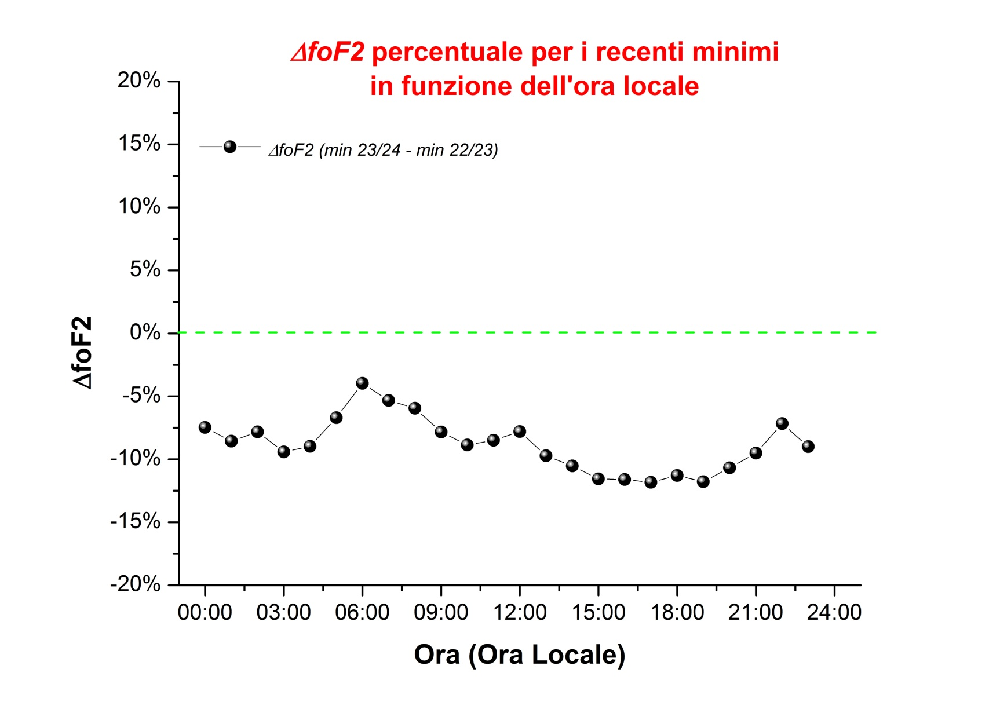 ΔfoF2 percentuale per i recenti minimi
in funzione dell'ora locale
20%
15%
ΔfoF2 (min 23/24 - min 22/23)
10%
5%
0%
-5%
-10%
-15%
-20%
ΔfoF2
00:00 03:00 06:00 09:00 12:00 15:00 18:00 21:00 24:00
Ora (Ora Locale)